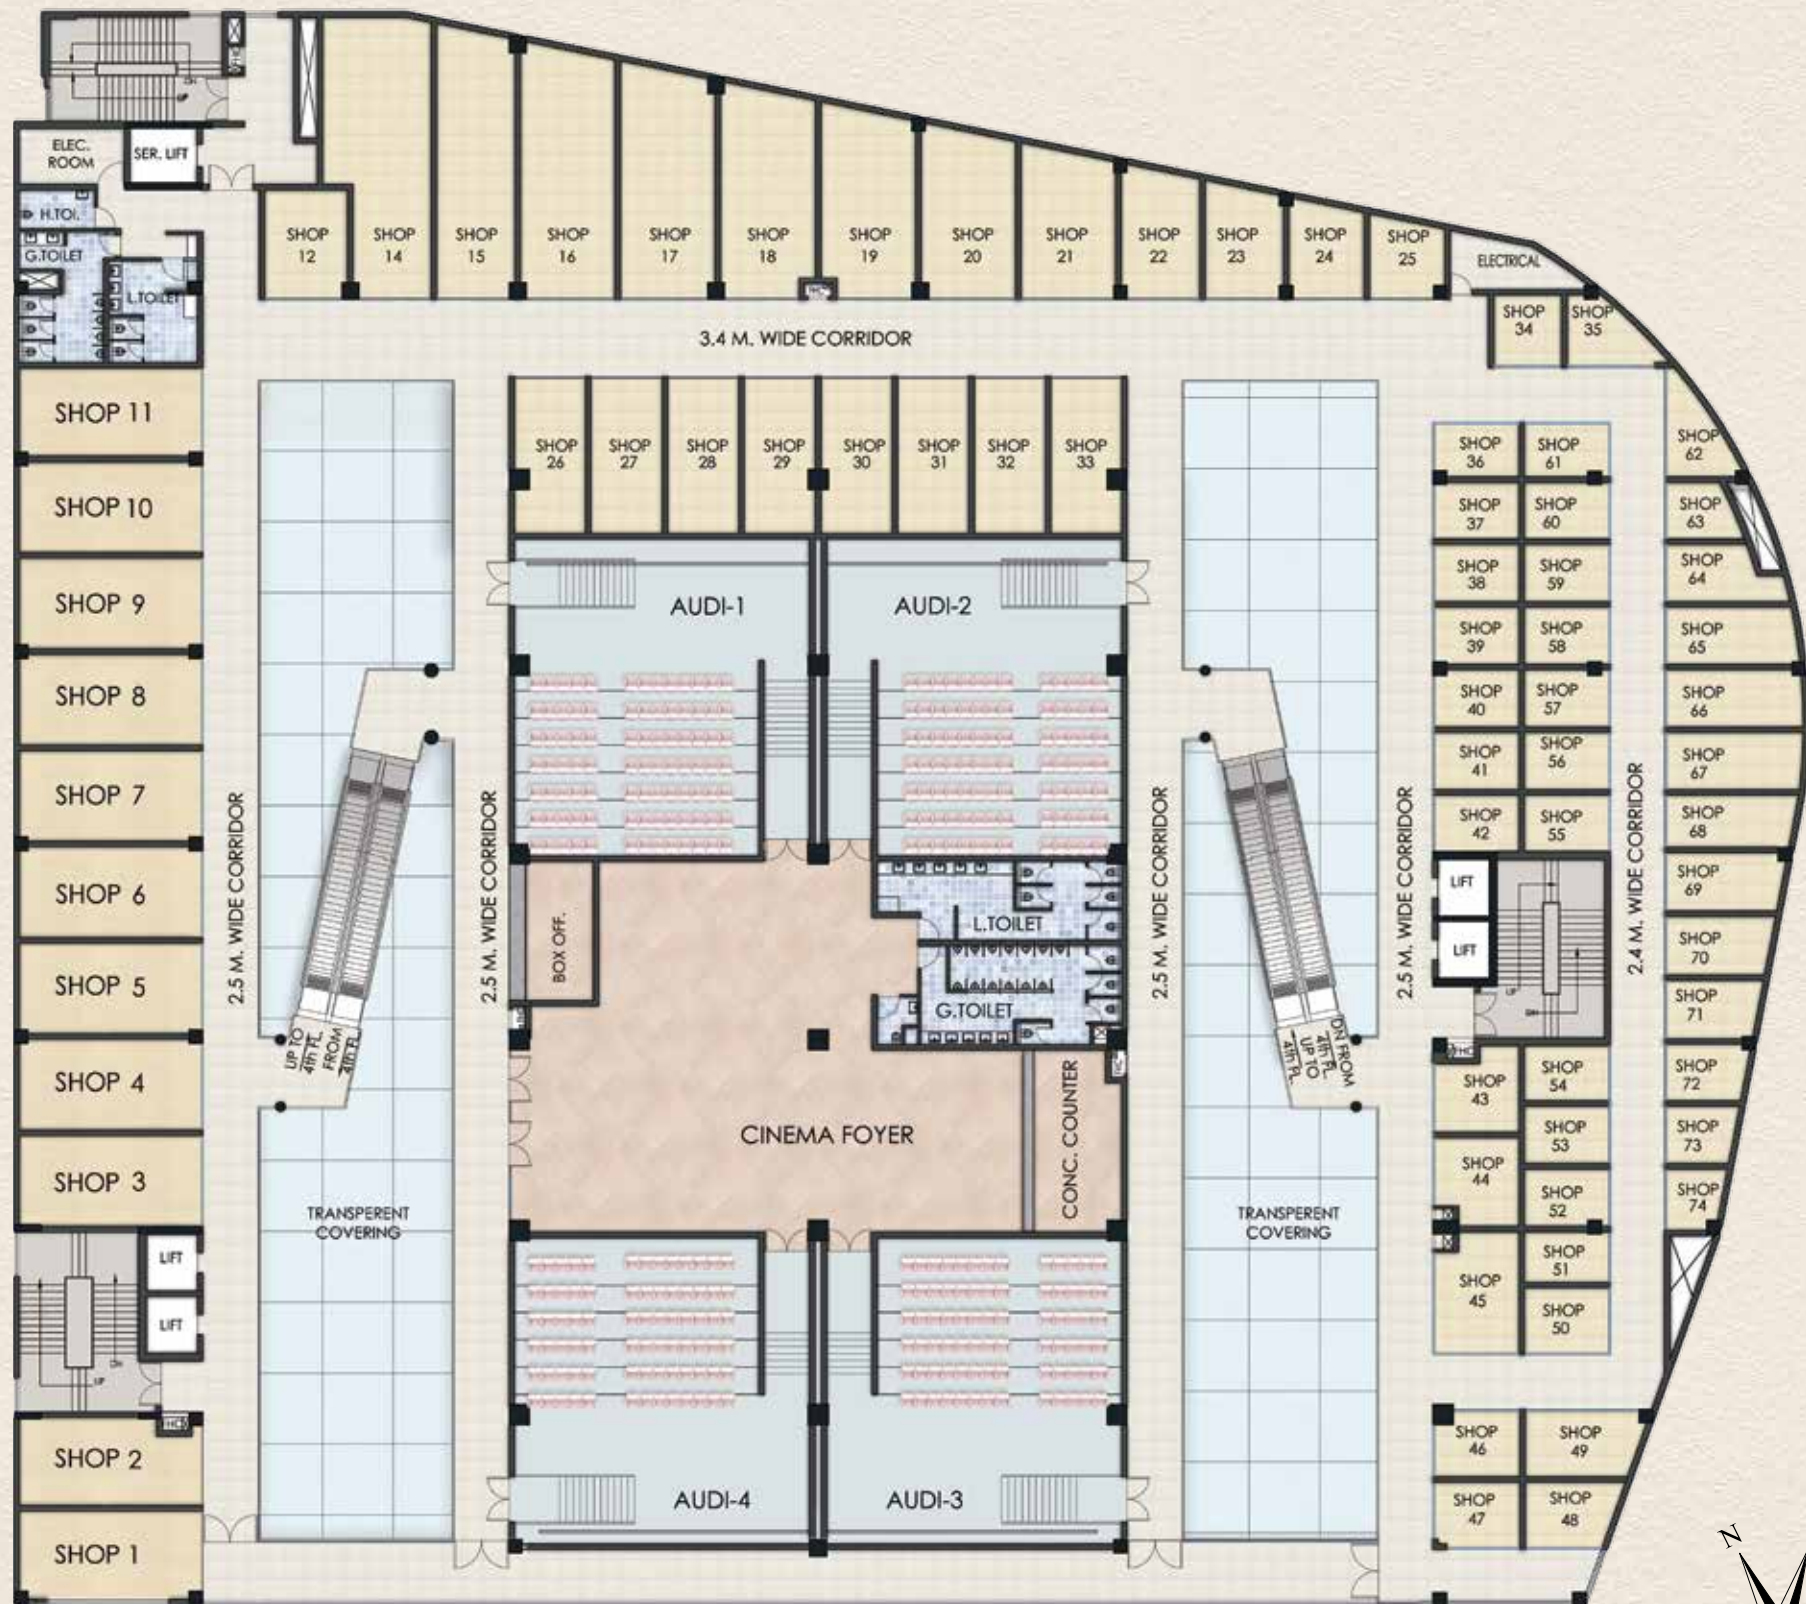 ELEC.
ROOM
SER. LIFT
H.TOI.
G.TOILET
L.TOILET
SHOP
12
SHOP
14
SHOP
15
SHOP
16
SHOP
17
SHOP
18
SHOP
19
SHOP
20
SHOP
21
SHOP
22
SHOP
23
SHOP
24
SHOP
25
ELECTRICAL
SHOP
34
SHOP
35
3.4 M. WIDE CORRIDOR
SHOP 11
SHOP 10
SHOP 9
SHOP 8
SHOP 7
SHOP 6
SHOP 5
SHOP 4
SHOP 3
LIFT
LIFT
UP
DN
FHC
SHOP 2
SHOP 1
2.5 M. WIDE CORRIDOR
UP TO
4th FL.
FROM
4th FL.
TRANSPERENT
COVERING
2.5 M. WIDE CORRIDOR
SHOP
26
SHOP
27
SHOP
28
SHOP
29
SHOP
30
SHOP
31
SHOP
32
SHOP
33
AUDI-1
AUDI-2
BOX OFF.
L.TOILET
G.TOILET
CINEMA FOYER
CONC. COUNTER
AUDI-4
AUDI-3
2.5 M. WIDE CORRIDOR
4th FL.
UP TO
4th FL.
DN FROM
TRANSPERENT
COVERING
2.5 M. WIDE CORRIDOR
SHOP
36
SHOP
61
SHOP
37
SHOP
60
SHOP
38
SHOP
59
SHOP
39
SHOP
58
SHOP
40
SHOP
57
SHOP
41
SHOP
56
SHOP
42
SHOP
55
LIFT
LIFT
UP
DN
FHC
SHOP
43
SHOP
54
SHOP
53
SHOP
44
SHOP
52
SHOP
51
SHOP
45
SHOP
50
SHOP
46
SHOP
49
SHOP
47
SHOP
48
2.4 M. WIDE CORRIDOR
SHOP
62
SHOP
63
SHOP
64
SHOP
65
SHOP
66
SHOP
67
SHOP
68
SHOP
69
SHOP
70
SHOP
71
SHOP
72
SHOP
73
SHOP
74
N